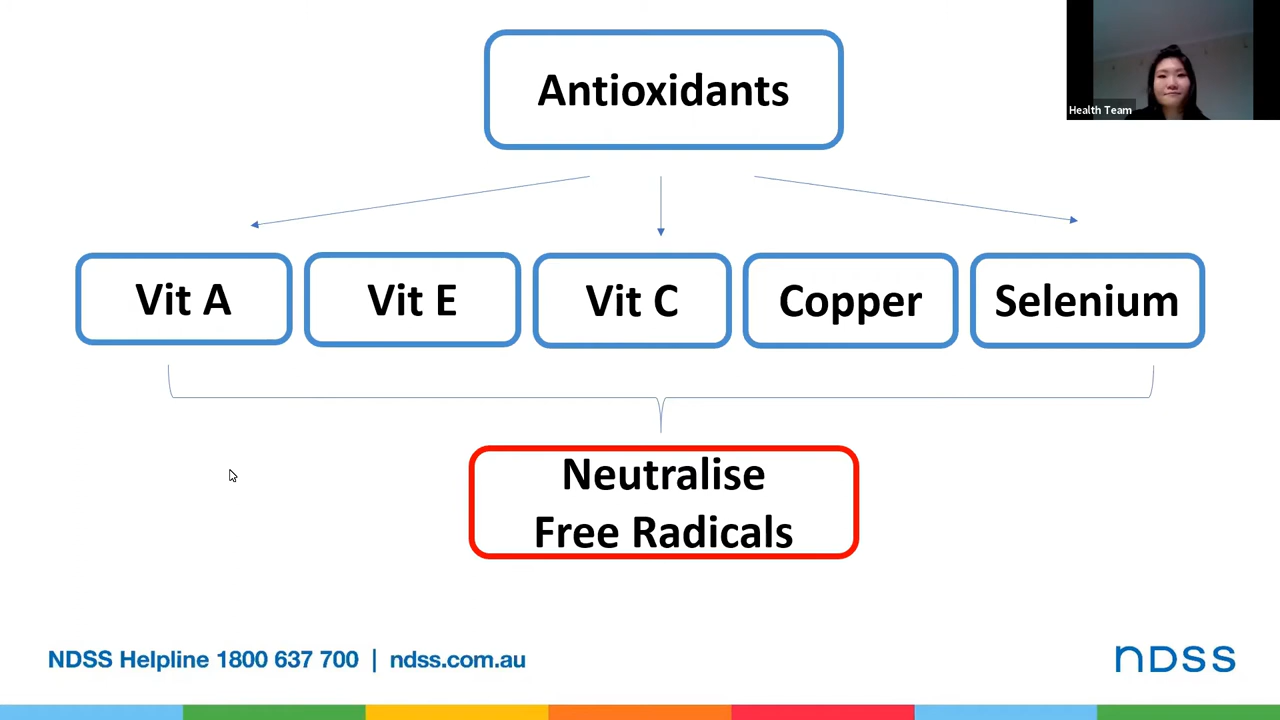 Antioxidants
Health Team
Vit A
Vit E
Vit C
Copper
Selenium
Neutralise
Free Radicals
NDSS Helpline 1800 637 700 | ndss.com.au
ndss